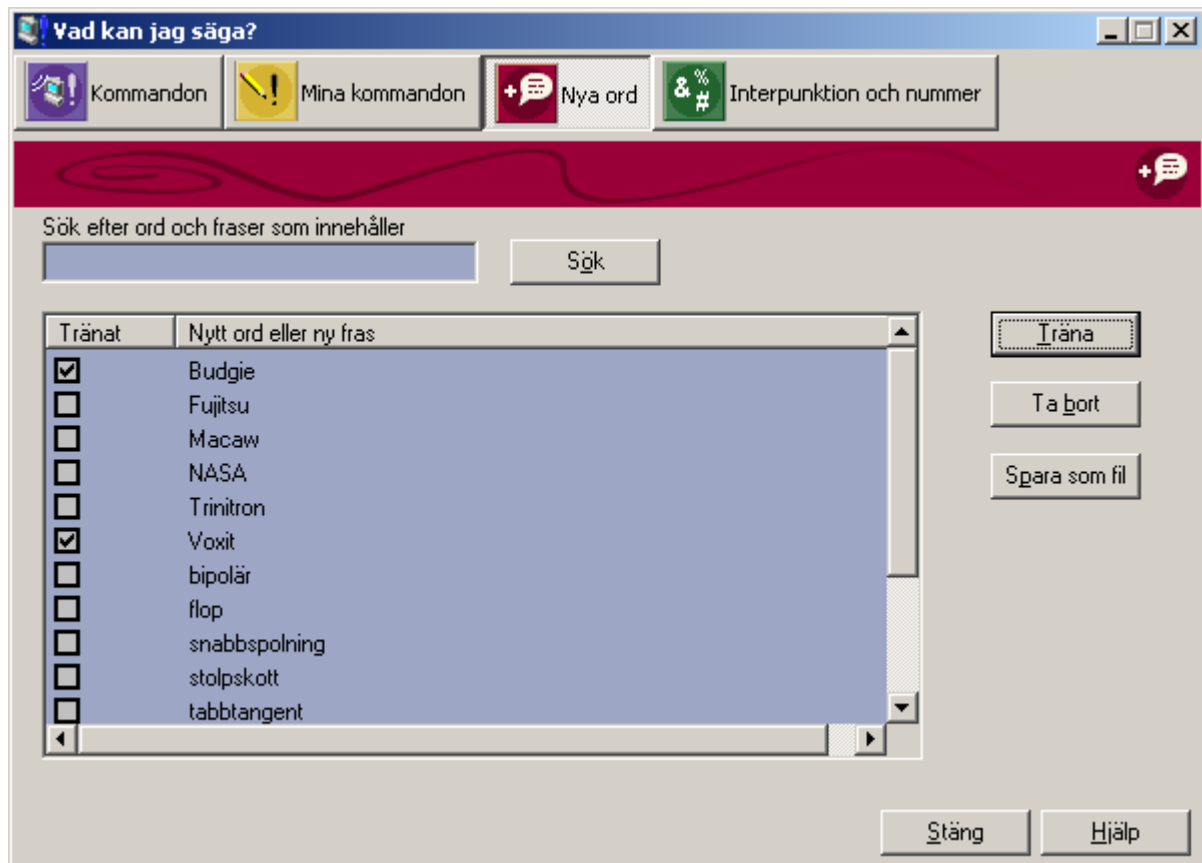 Vad kan jag säga?
Kommandon
Mina kommandon
Nya ord
&%# Interpunktion och nummer
Sök efter ord och fraser som innehåller
Sök
Tränat Nytt ord eller ny fras
Träna
Budgie
Fujitsu
Ta bort
Macaw
NASA
Spara som fil
Trinitron
Voxit
bipolär
flop
snabbspolning
stolpskott
tabbtangent
Stäng
Hjälp